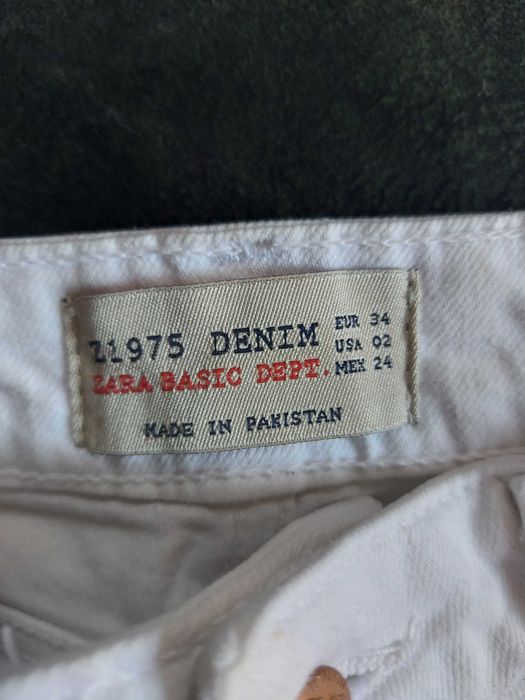 Z1975 DENIM
ZARA BASIC DEPT.
EUR 34
USA 02
MEX 24
MADE IN PAKISTAN